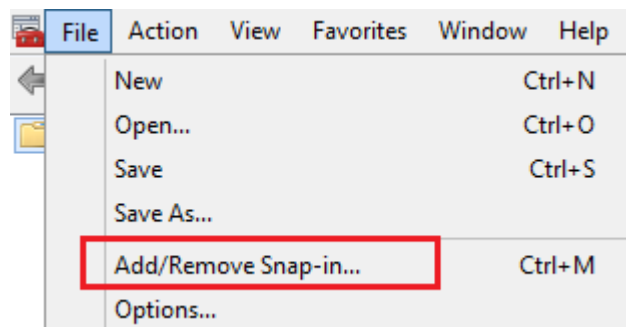 File Action View Favorites Window Help
New Ctrl+N
Open... Ctrl+O
Save Ctrl+S
Save As...
Add/Remove Snap-in... Ctrl+M
Options...